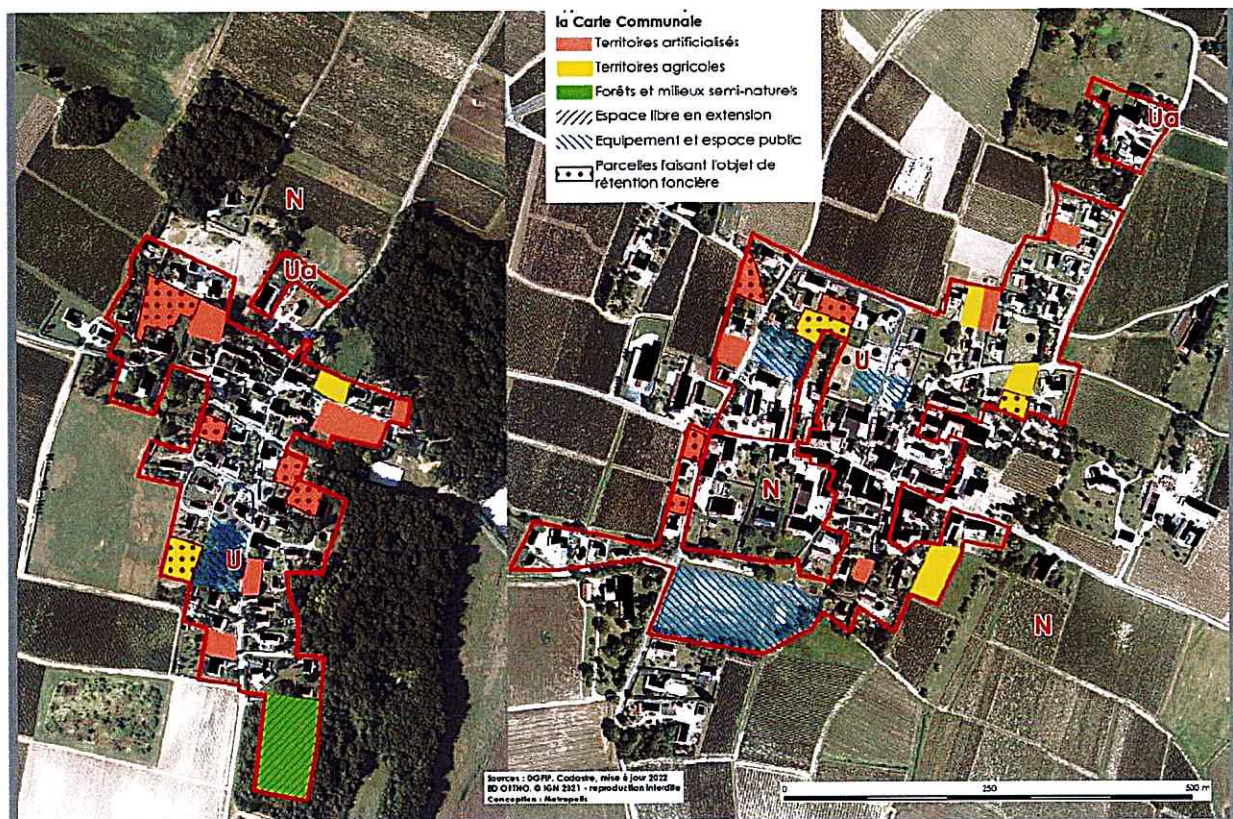 la Carte Communale
Territoires artificialisés
Territoires agricoles
Forêts et milieux semi-naturels
Espace libre en extension
Equipement et espace public
Parcelles faisant l'objet de
rétention foncière
Ua
N
Ua
U
N
U
N
Sources : DGFIP, Cadastre, mise à jour 2022
BD ORTHO, © IGN 2021 - reproduction interdite
Conception : Metropolis
0 250 500 m